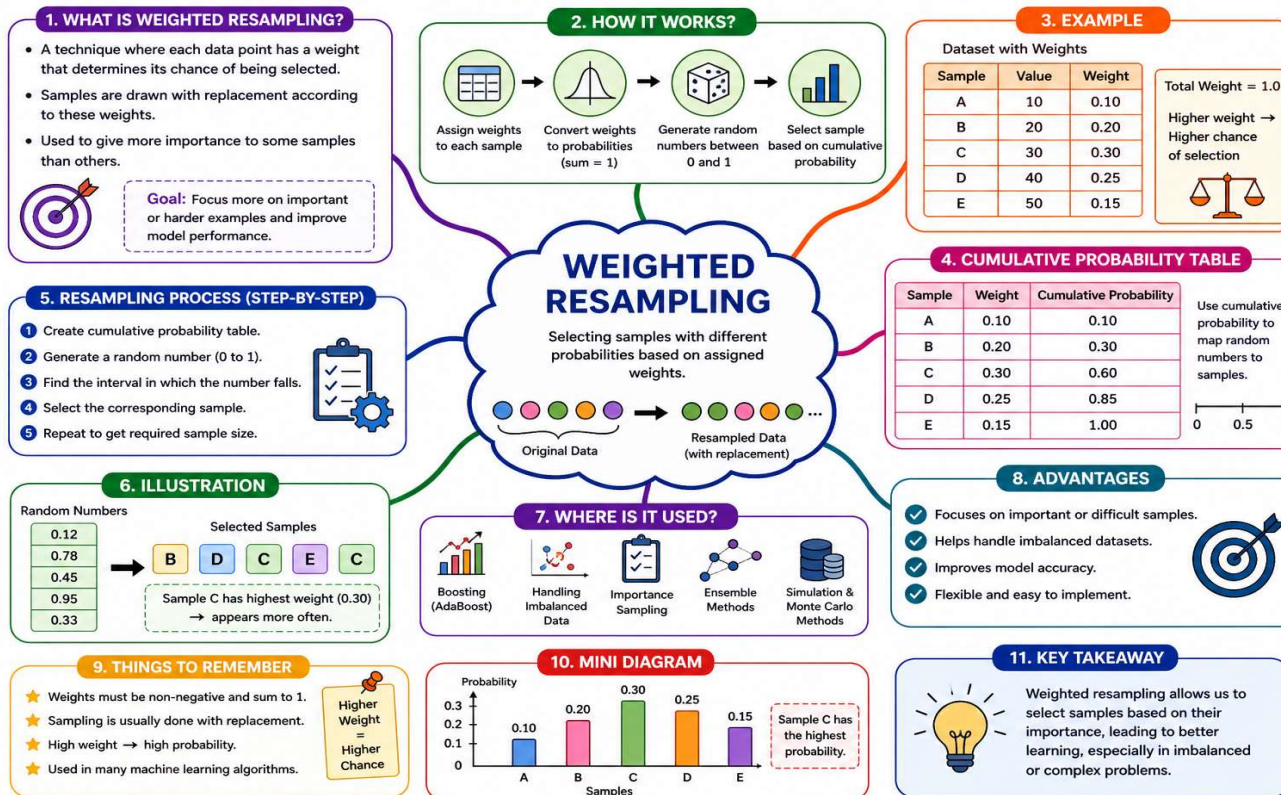 1. WHAT IS WEIGHTED RESAMPLING?
• A technique where each data point has a weight
that determines its chance of being selected.
• Samples are drawn with replacement according
to these weights.
• Used to give more importance to some samples
than others.
Goal: Focus more on important
or harder examples and improve
model performance.
2. HOW IT WORKS?
Assign weights
to each sample
Convert weights
to probabilities
(sum = 1)
Generate random
numbers between
0 and 1
Select sample
based on cumulative
probability
3. EXAMPLE
Dataset with Weights
Sample Value Weight
A 10 0.10
B 20 0.20
C 30 0.30
D 40 0.25
E 50 0.15
Total Weight = 1.0
Higher weight →
Higher chance
of selection
WEIGHTED
RESAMPLING
Selecting samples with different
probabilities based on assigned
weights.
Original Data
...
Resampled Data
(with replacement)
4. CUMULATIVE PROBABILITY TABLE
Sample Weight Cumulative Probability
A 0.10 0.10
B 0.20 0.30
C 0.30 0.60
D 0.25 0.85
E 0.15 1.00
Use cumulative
probability to
map random
numbers to
samples.
0 0.5
5. RESAMPLING PROCESS (STEP-BY-STEP)
1 Create cumulative probability table.
2 Generate a random number (0 to 1).
3 Find the interval in which the number falls.
4 Select the corresponding sample.
5 Repeat to get required sample size.
6. ILLUSTRATION
Random Numbers
0.12
0.78
0.45
0.95
0.33
Selected Samples
B D C E C
Sample C has highest weight (0.30)
→ appears more often.
7. WHERE IS IT USED?
Boosting
(AdaBoost)
Handling
Imbalanced
Data
Importance
Sampling
Ensemble
Methods
Simulation &
Monte Carlo
Methods
8. ADVANTAGES
Focuses on important or difficult samples.
Helps handle imbalanced datasets.
Improves model accuracy.
Flexible and easy to implement.
9. THINGS TO REMEMBER
Weights must be non-negative and sum to 1.
Sampling is usually done with replacement.
High weight → high probability.
Used in many machine learning algorithms.
Higher
Weight
=
Higher
Chance
10. MINI DIAGRAM
Probability
0.3
0.2
0.1
0
0.10
0.20
0.30
0.25
0.15
A B C D E
Samples
Sample C has
the highest
probability.
11. KEY TAKEAWAY
Weighted resampling allows us to
select samples based on their
importance, leading to better
learning, especially in imbalanced
or complex problems.